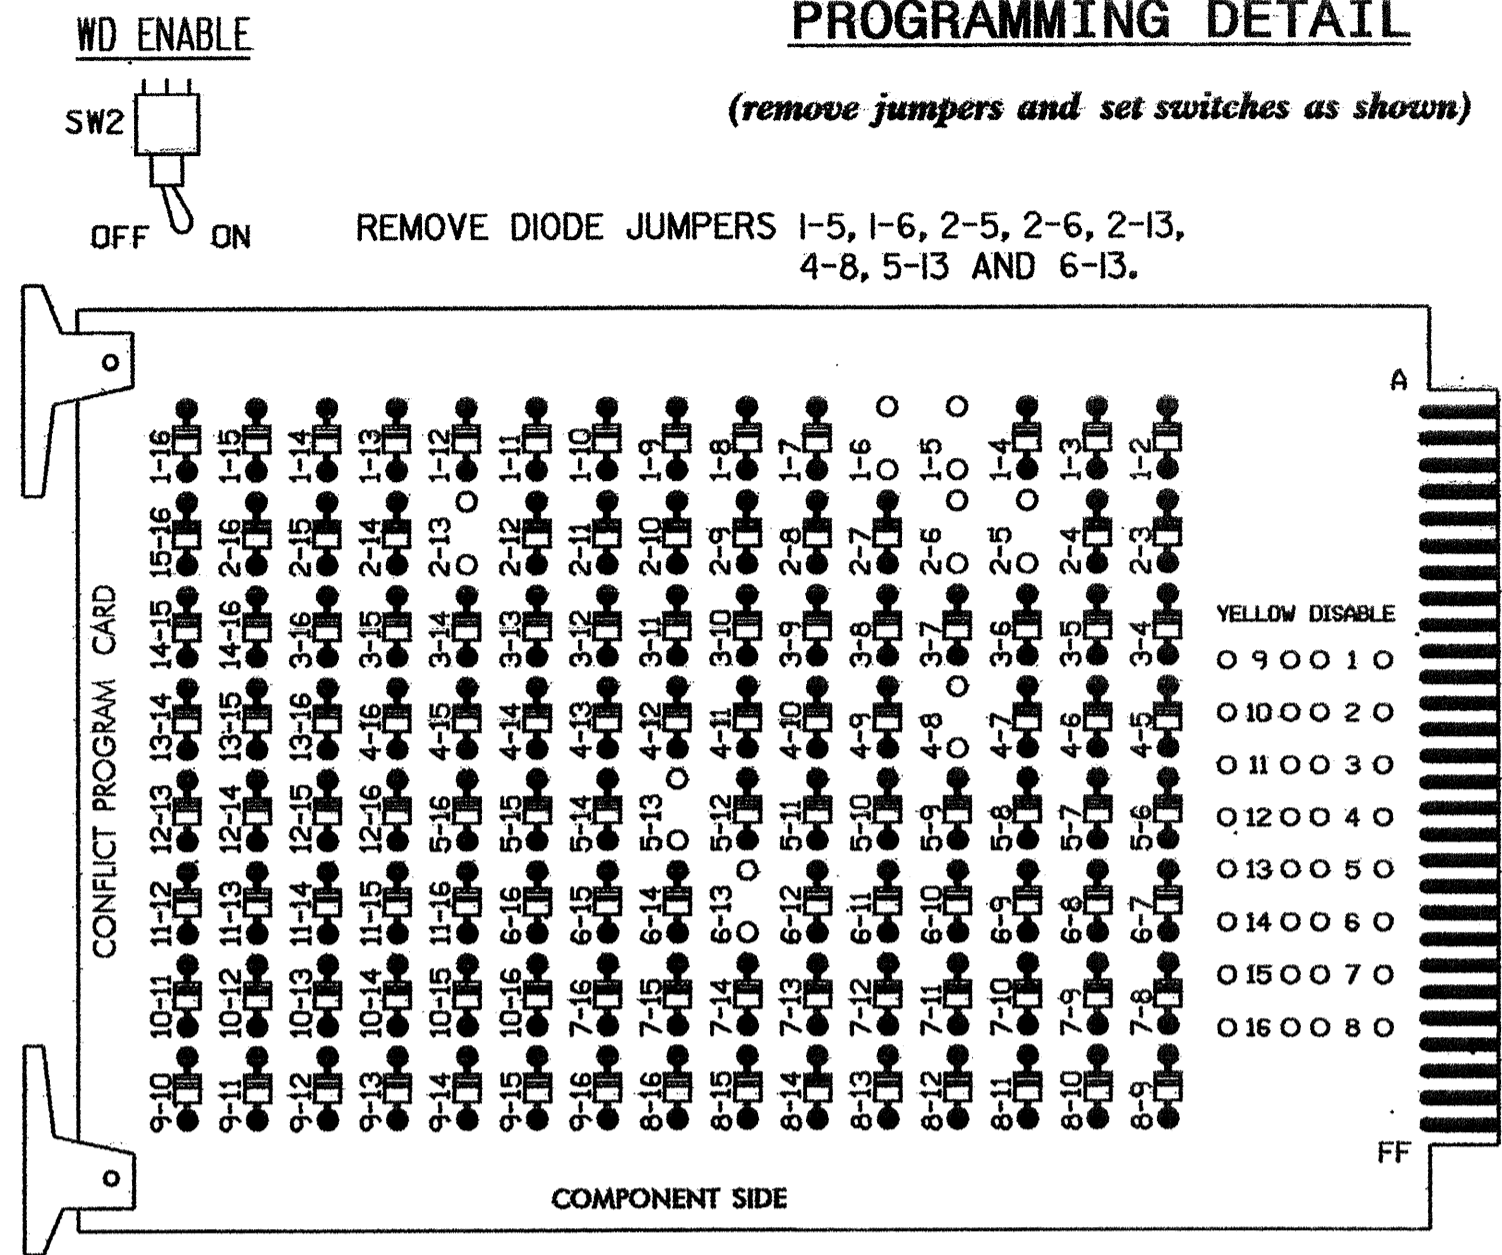 WD ENABLE
PROGRAMMING DETAIL
(remove jumpers and set switches as shown)
SW2
OFF ON
REMOVE DIODE JUMPERS 1-5, 1-6, 2-5, 2-6, 2-13,
4-8, 5-13 AND 6-13.
A
1-16 1-15 1-14 1-13 1-12 1-11 1-10 1-9 1-8 1-7 1-6 1-5 1-4 1-3 1-2
15-16 2-16 2-15 2-14 2-13 2-12 2-11 2-10 2-9 2-8 2-7 2-6 2-5 2-4 2-3
14-15 14-16 3-16 3-15 3-14 3-13 3-12 3-11 3-10 3-9 3-8 3-7 3-6 3-5 3-4
13-14 13-15 13-16 4-16 4-15 4-14 4-13 4-12 4-11 4-10 4-9 4-8 4-7 4-6 4-5
12-13 12-14 12-15 12-16 5-16 5-15 5-14 5-13 5-12 5-11 5-10 5-9 5-8 5-7 5-6
11-12 11-13 11-14 11-15 11-16 6-16 6-15 6-14 6-13 6-12 6-11 6-10 6-9 6-8 6-7
10-11 10-12 10-13 10-14 10-15 10-16 7-16 7-15 7-14 7-13 7-12 7-11 7-10 7-9 7-8
9-10 9-11 9-12 9-13 9-14 9-15 9-16 8-16 8-15 8-14 8-13 8-12 8-11 8-10 8-9
CONFLICT PROGRAM CARD
YELLOW DISABLE
9 1
10 2
11 3
12 4
13 5
14 6
15 7
16 8
FF
COMPONENT SIDE